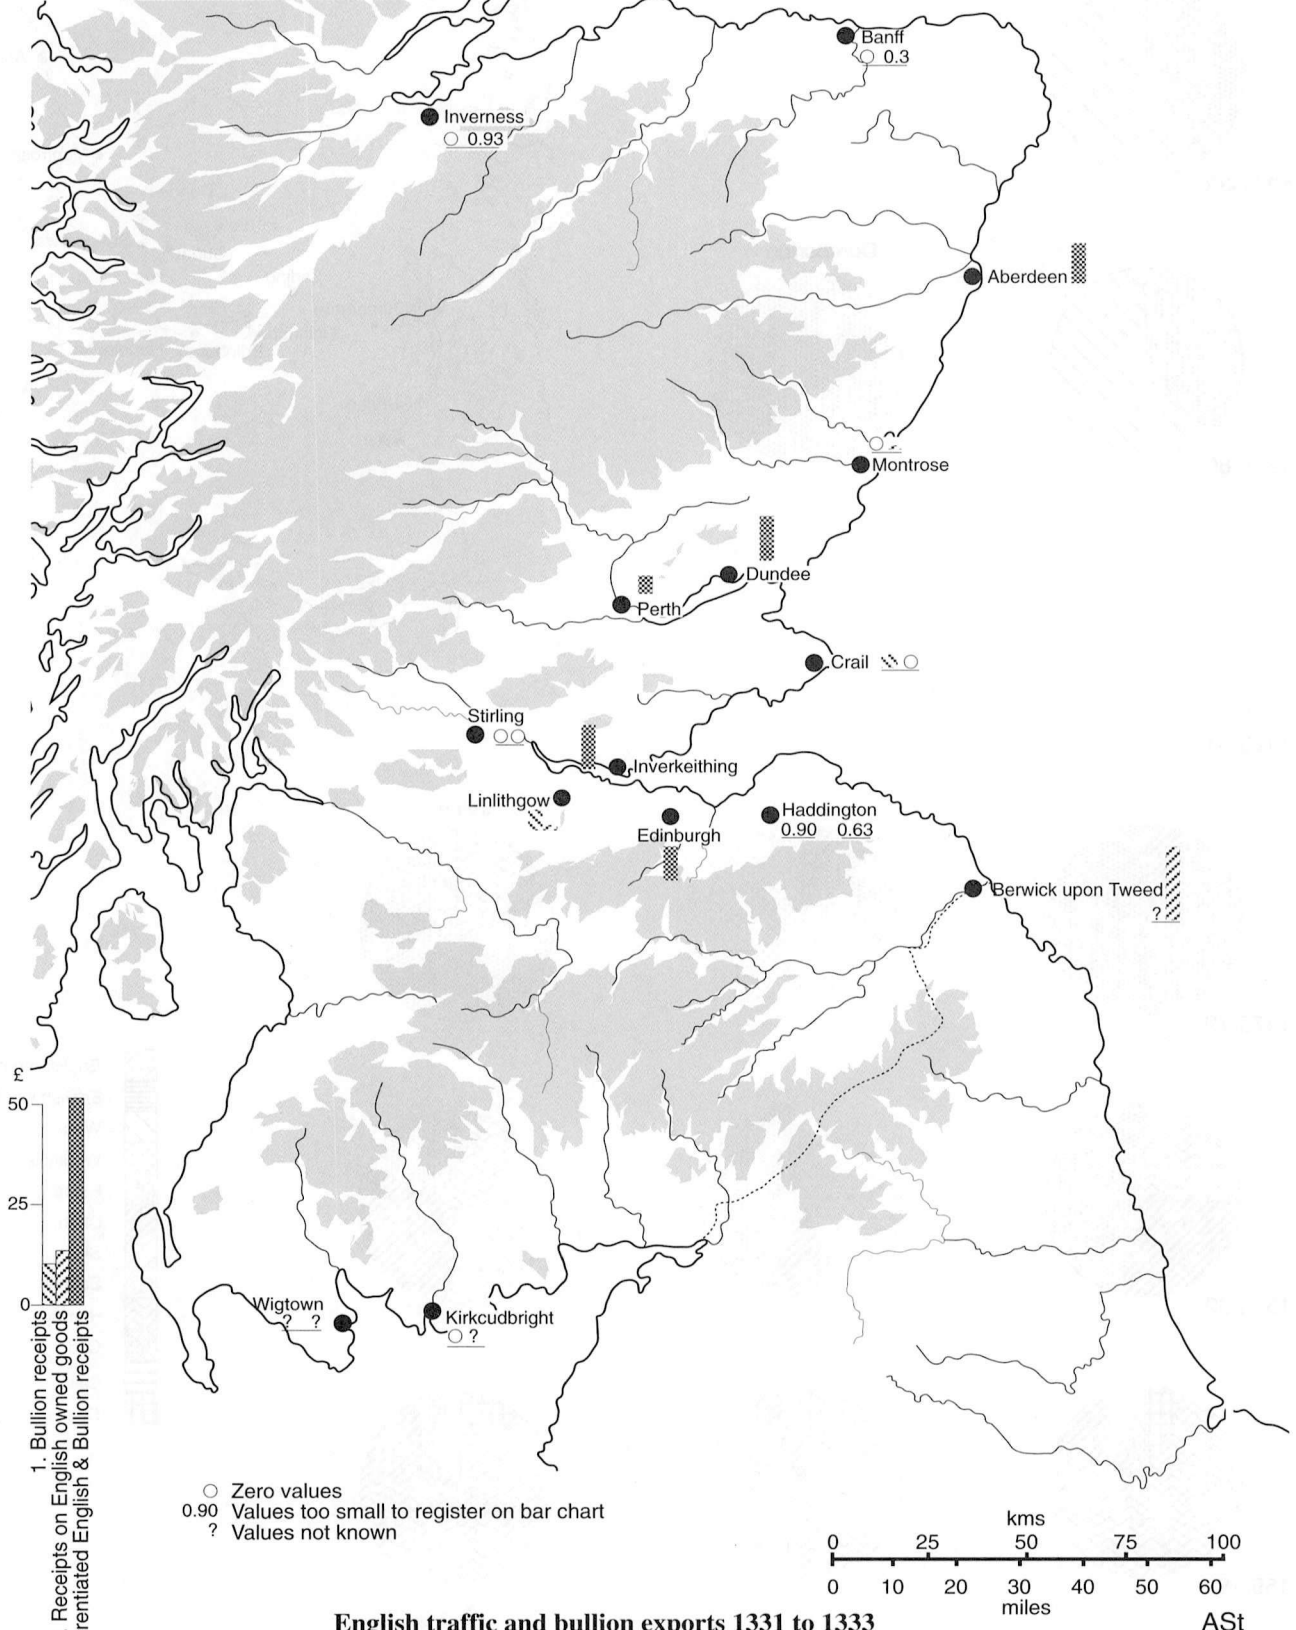 Banff
0.3
Inverness
0.93
Aberdeen
Montrose
Dundee
Perth
Crail
Stirling
Inverkeithing
Linlithgow
Edinburgh
Haddington
0.90 0.63
Berwick upon Tweed
?
£
50
25
0
Wigtown
? ?
Kirkcudbright
?
1. Bullion receipts
Receipts on English owned goods
rentiated English & Bullion receipts
Zero values
0.90 Values too small to register on bar chart
? Values not known
kms
0 25 50 75 100
0 10 20 30 40 50 60
miles
English traffic and bullion exports 1331 to 1333
ASt